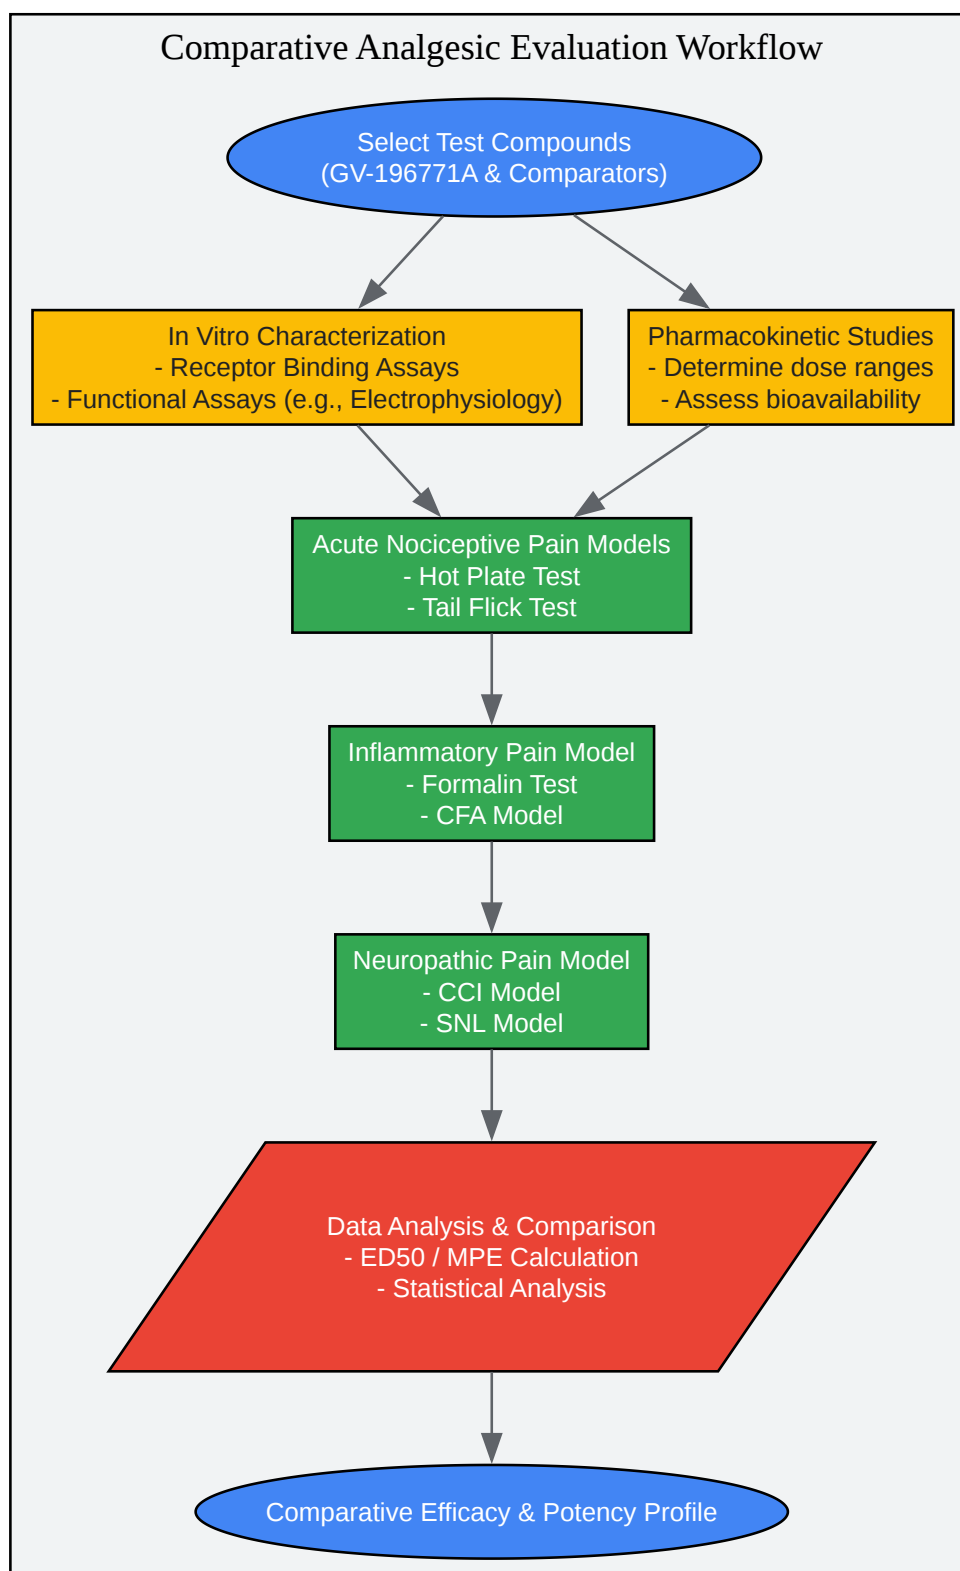 Comparative Analgesic Evaluation Workflow
Select Test Compounds
(GV-196771A & Comparators)
In Vitro Characterization
- Receptor Binding Assays
- Functional Assays (e.g., Electrophysiology)
Pharmacokinetic Studies
- Determine dose ranges
- Assess bioavailability
Acute Nociceptive Pain Models
- Hot Plate Test
- Tail Flick Test
Inflammatory Pain Model
- Formalin Test
- CFA Model
Neuropathic Pain Model
- CCI Model
- SNL Model
Data Analysis & Comparison
- ED50 / MPE Calculation
- Statistical Analysis
Comparative Efficacy & Potency Profile